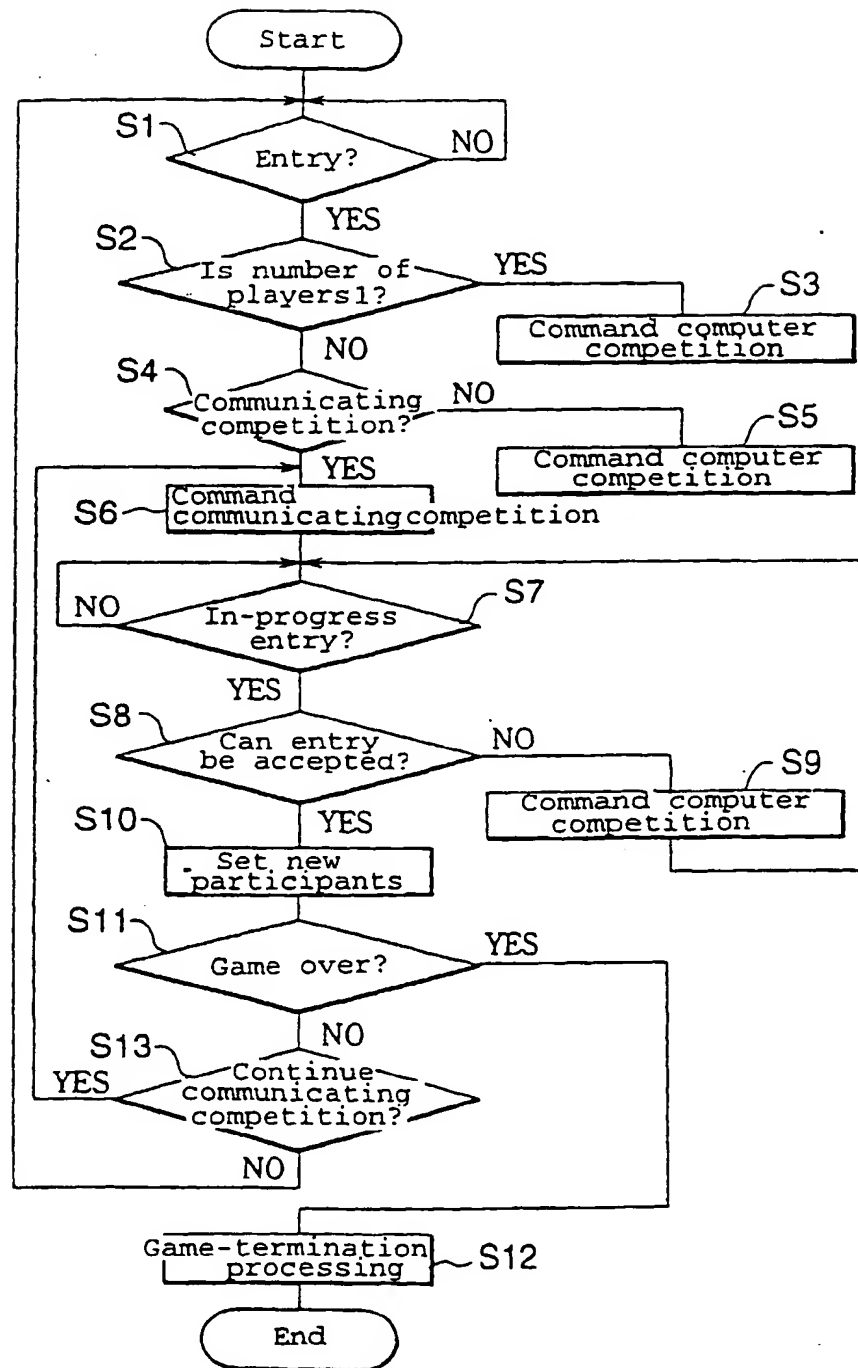 Start
S1
Entry?
NO
YES
S2
Is number of
players1?
YES
S3
Command computer
competition
NO
S4
Communicating
competition?
NO
S5
Command computer
competition
YES
S6
Command
communicatingcompetition
NO
In-progress
entry?
S7
YES
S8
Can entry
be accepted?
NO
S9
Command computer
competition
YES
S10
Set new
participants
S11
Game over?
YES
NO
S13
Continue
communicating
competition?
YES
NO
Game-termination
processing
S12
End